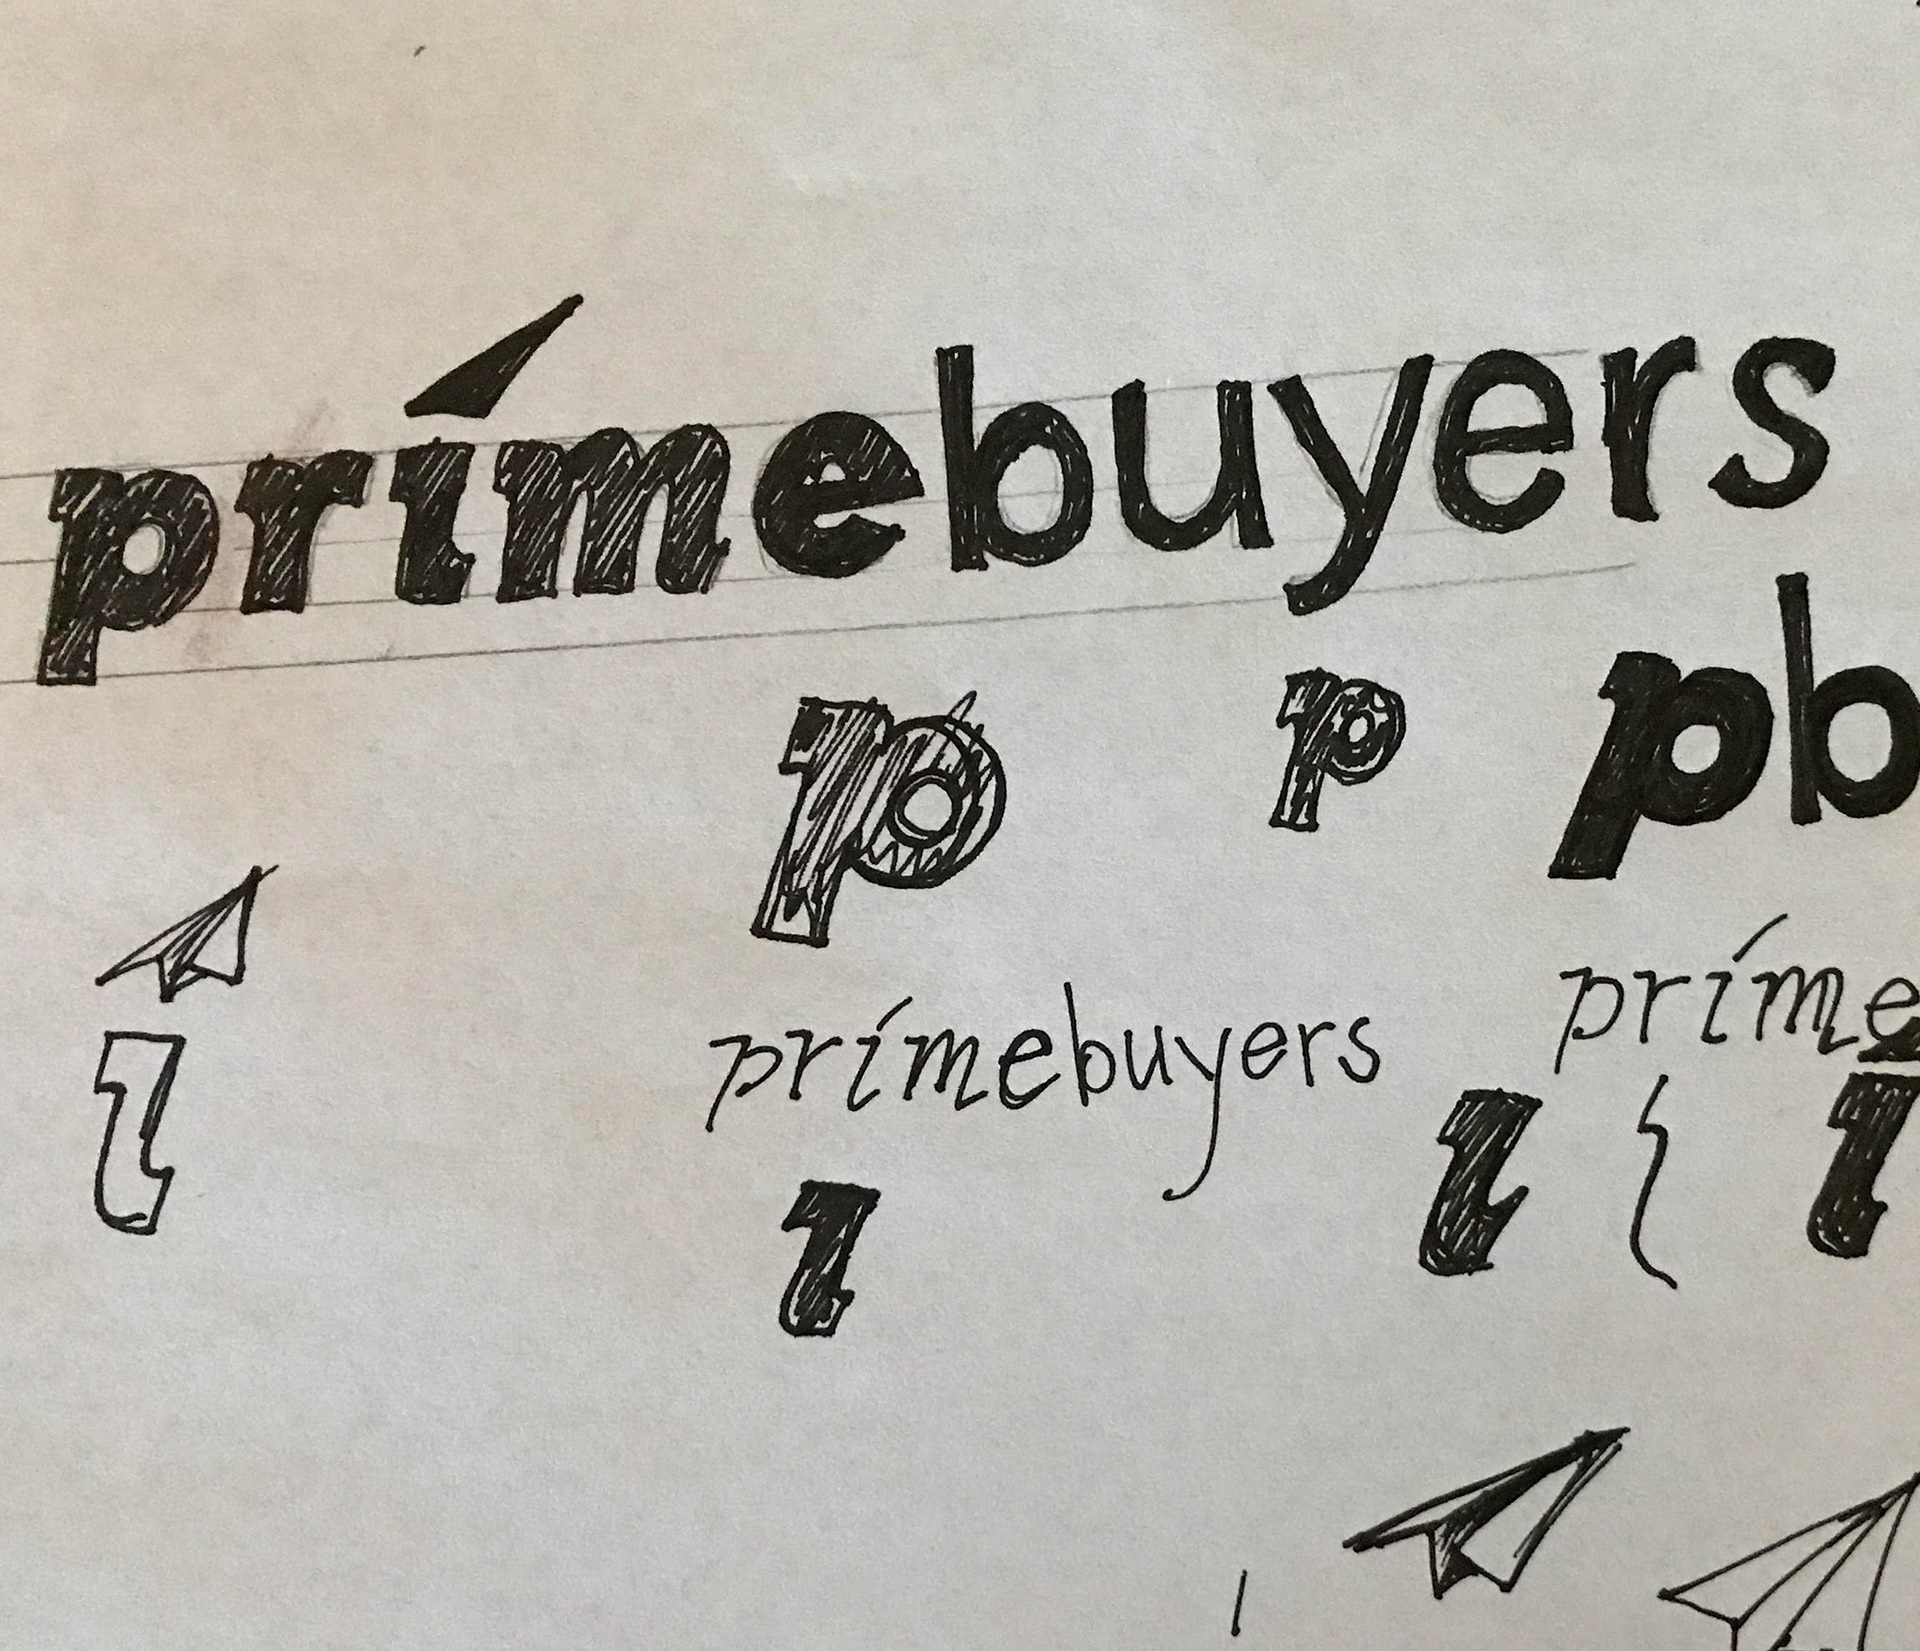 prímebuyers
p p pb
príme
prímebuyers
ı
ı ı
ı